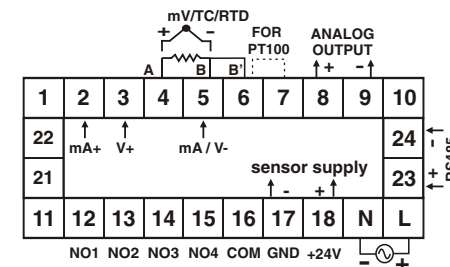 mV/TC/RTD
+ -
FOR
PT100
ANALOG
OUTPUT
A B B' + -
1 2 3 4 5 6 7 8 9 10
22 mA+ V+ mA / V- 24 -
21 sensor supply 23 +
- +
RS485
11 12 13 14 15 16 17 18 N L
NO1 NO2 NO3 NO4 COM GND +24V - +